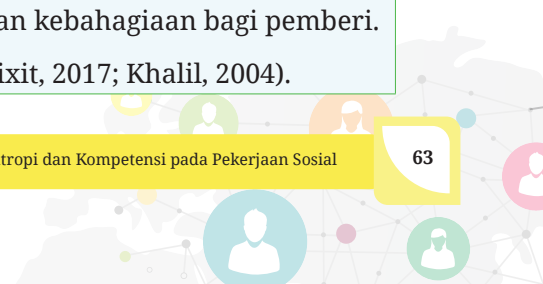 an kebahagiaan bagi pemberi.
ixit, 2017; Khalil, 2004).
tropi dan Kompetensi pada Pekerjaan Sosial
63